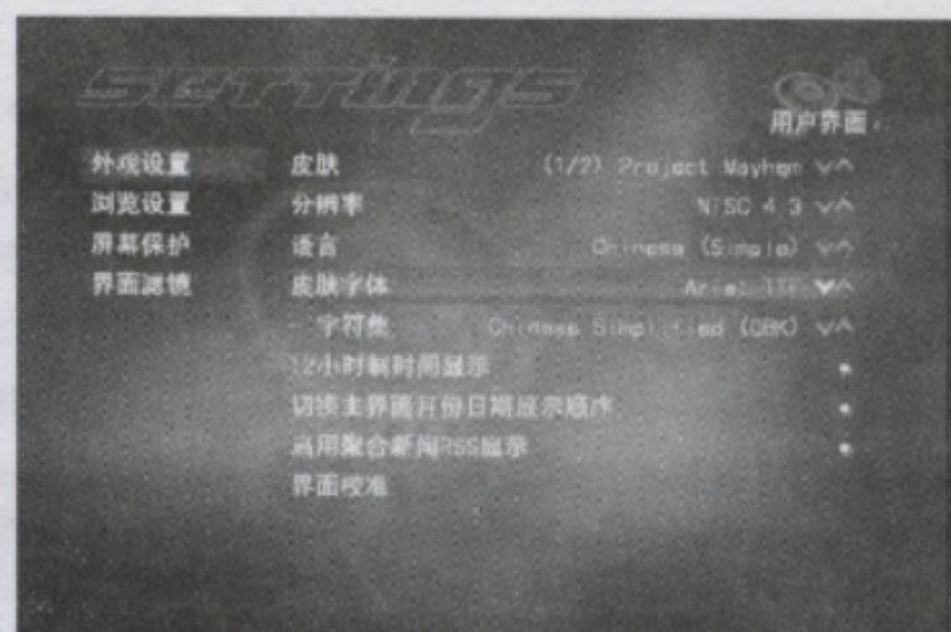 settings
用户界面
外观设置 皮肤 (1/2) Project Mayhem
浏览设置 分辨率 NTSC 4:3
屏幕保护 语言 Chinese (Simple)
界面滤镜 皮肤字体 Arial.TTF
- 字符集 Chinese Simplified (GBK)
12小时制时间显示
切换主界面月份日期显示顺序
启用聚合新闻RSS显示
界面校准